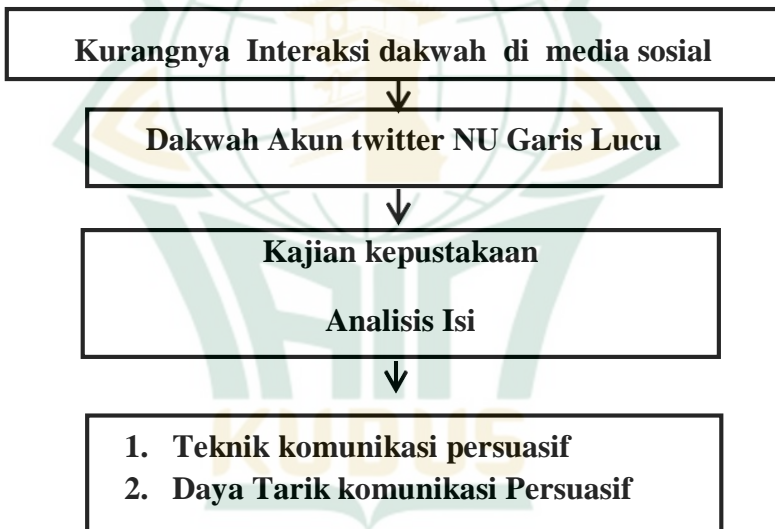 Kurangnya Interaksi dakwah di media sosial
Dakwah Akun twitter NU Garis Lucu
Kajian kepustakaan
Analisis Isi
1. Teknik komunikasi persuasif
2. Daya Tarik komunikasi Persuasif
KUDUS